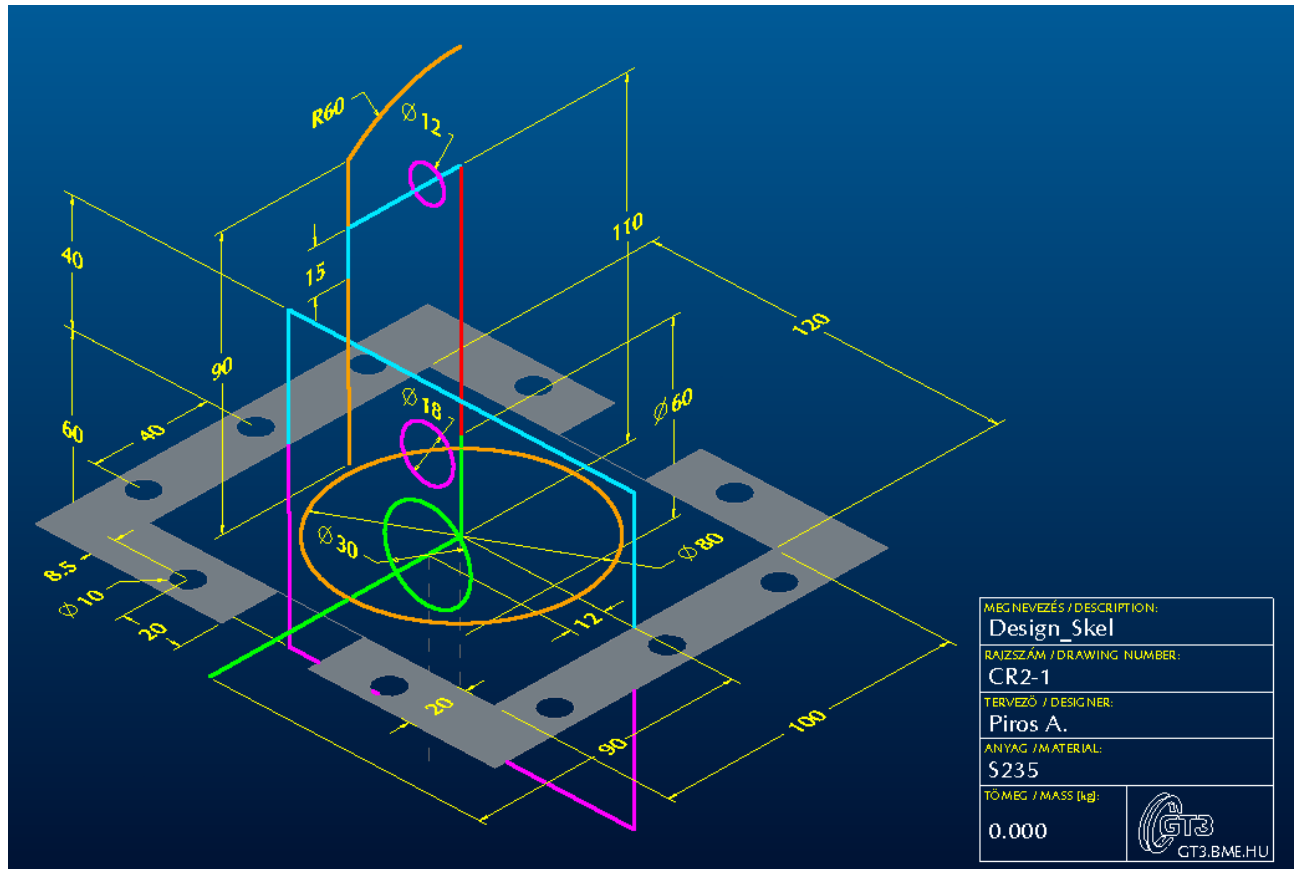 R60
Ø12
40
15
110
120
90
Ø18
Ø60
60
40
Ø30
Ø80
8.5
Ø10
20
12
20
90
100
MEGNEVEZÉS / DESCRIPTION:
Design_Skel
RAJZSZÁM / DRAWING NUMBER:
CR2-1
TERVEZŐ / DESIGNER:
Piros A.
ANYAG / MATERIAL:
S235
TÖMEG / MASS [kg]:
0.000
GT3
GT3.BME.HU